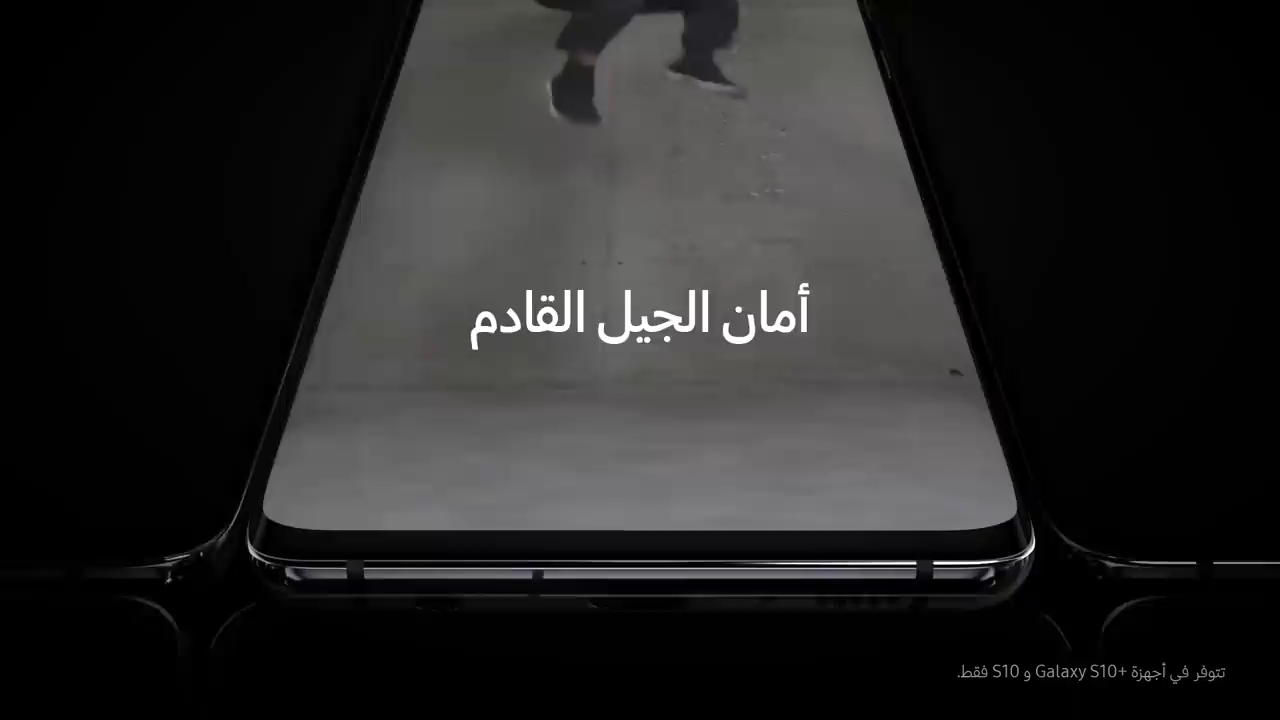 أمان الجيل القادم
تتوفر في أجهزة Galaxy S10+ و S10 فقط.